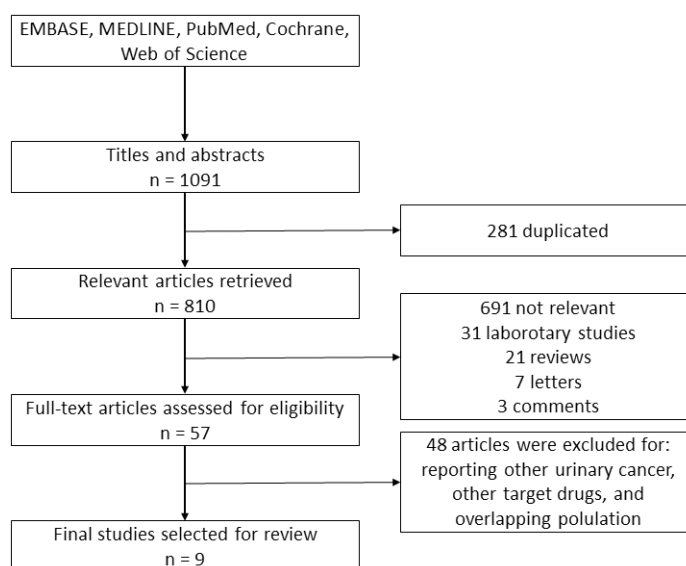 EMBASE, MEDLINE, PubMed, Cochrane,
Web of Science
Titles and abstracts
n = 1091
281 duplicated
Relevant articles retrieved
n = 810
691 not relevant
31 laborotary studies
21 reviews
7 letters
3 comments
Full-text articles assessed for eligibility
n = 57
48 articles were excluded for:
reporting other urinary cancer,
other target drugs, and
overlapping polulation
Final studies selected for review
n = 9